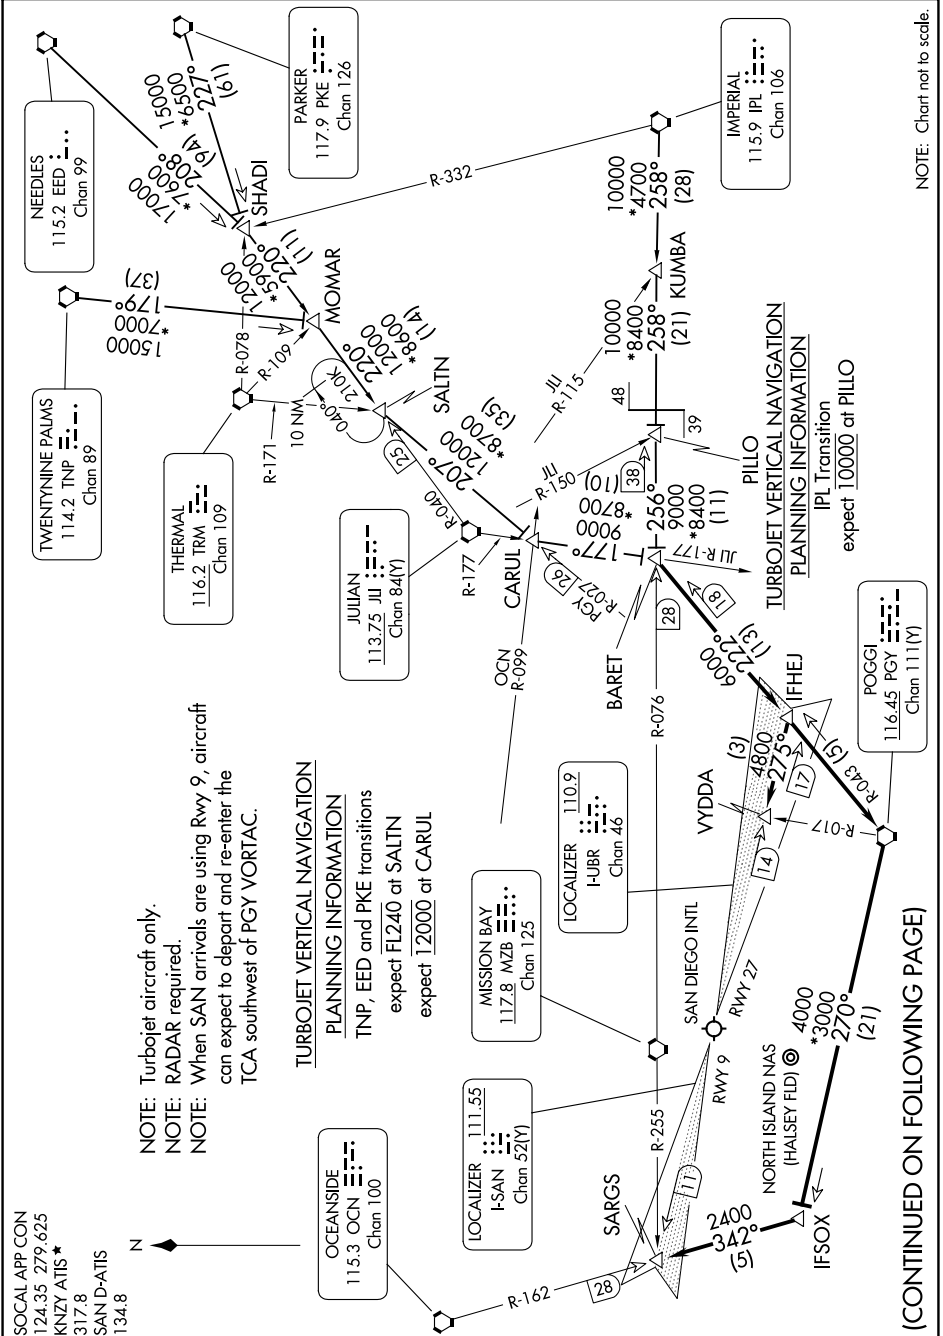 SOCAL APP CON
124.35 279.625
KNZY ATIS★
317.8
SAN D-ATIS
134.8
N
NOTE: Turbojet aircraft only.
NOTE: RADAR required.
NOTE: When SAN arrivals are using Rwy 9, aircraft
can expect to depart and re-enter the
TCA southwest of PGY VORTAC.
TURBOJET VERTICAL NAVIGATION
PLANNING INFORMATION
TNP, EED and PKE transitions
expect FL240 at SALTN
expect 12000 at CARUL
TWENTYNINE PALMS
114.2 TNP
Chan 89
NEEDLES
115.2 EED
Chan 99
PARKER
117.9 PKE
Chan 126
THERMAL
116.2 TRM
Chan 109
JULIAN
113.75 JLI
Chan 84(Y)
IMPERIAL
115.9 IPL
Chan 106
OCEANSIDE
115.3 OCN
Chan 100
MISSION BAY
117.8 MZB
Chan 125
LOCALIZER 111.55
I-SAN
Chan 52(Y)
LOCALIZER 110.9
I-UBR
Chan 46
POGGI
116.45 PGY
Chan 111(Y)
15000
*7000
179°
(37)
17000
*7600
208°
(94)
15000
*6500
227°
(61)
SHADI
R-078
R-109
12000
*5900
220°
(11)
MOMAR
R-332
R-171
10 NM
040°
210K
220°
12000
*8600
(14)
SALTN
25
R-040
207°
12000
*8700
(35)
R-177
CARUL
OCN
R-099
JLI
R-115
JLI
R-150
177°
9000
*8700
(10)
26
PGY
R-027
BARET
28
R-076
JLI R-177
256°
9000
*8400
(11)
38
48
39
PILLO
10000
*8400
258°
(21)
KUMBA
10000
*4700
258°
(28)
TURBOJET VERTICAL NAVIGATION
PLANNING INFORMATION
IPL Transition
expect 10000 at PILLO
18
6000
222°
(13)
IFHEJ
(3)
4800
275°
VYDDA
17
14
R-017
R-043 (5)
SAN DIEGO INTL
RWY 27
RWY 9
NORTH ISLAND NAS
(HALSEY FLD)
4000
*3000
270°
(21)
IFSOX
2400
342°
(5)
SARGS
11
R-255
28
R-162
NOTE: Chart not to scale.
(CONTINUED ON FOLLOWING PAGE)